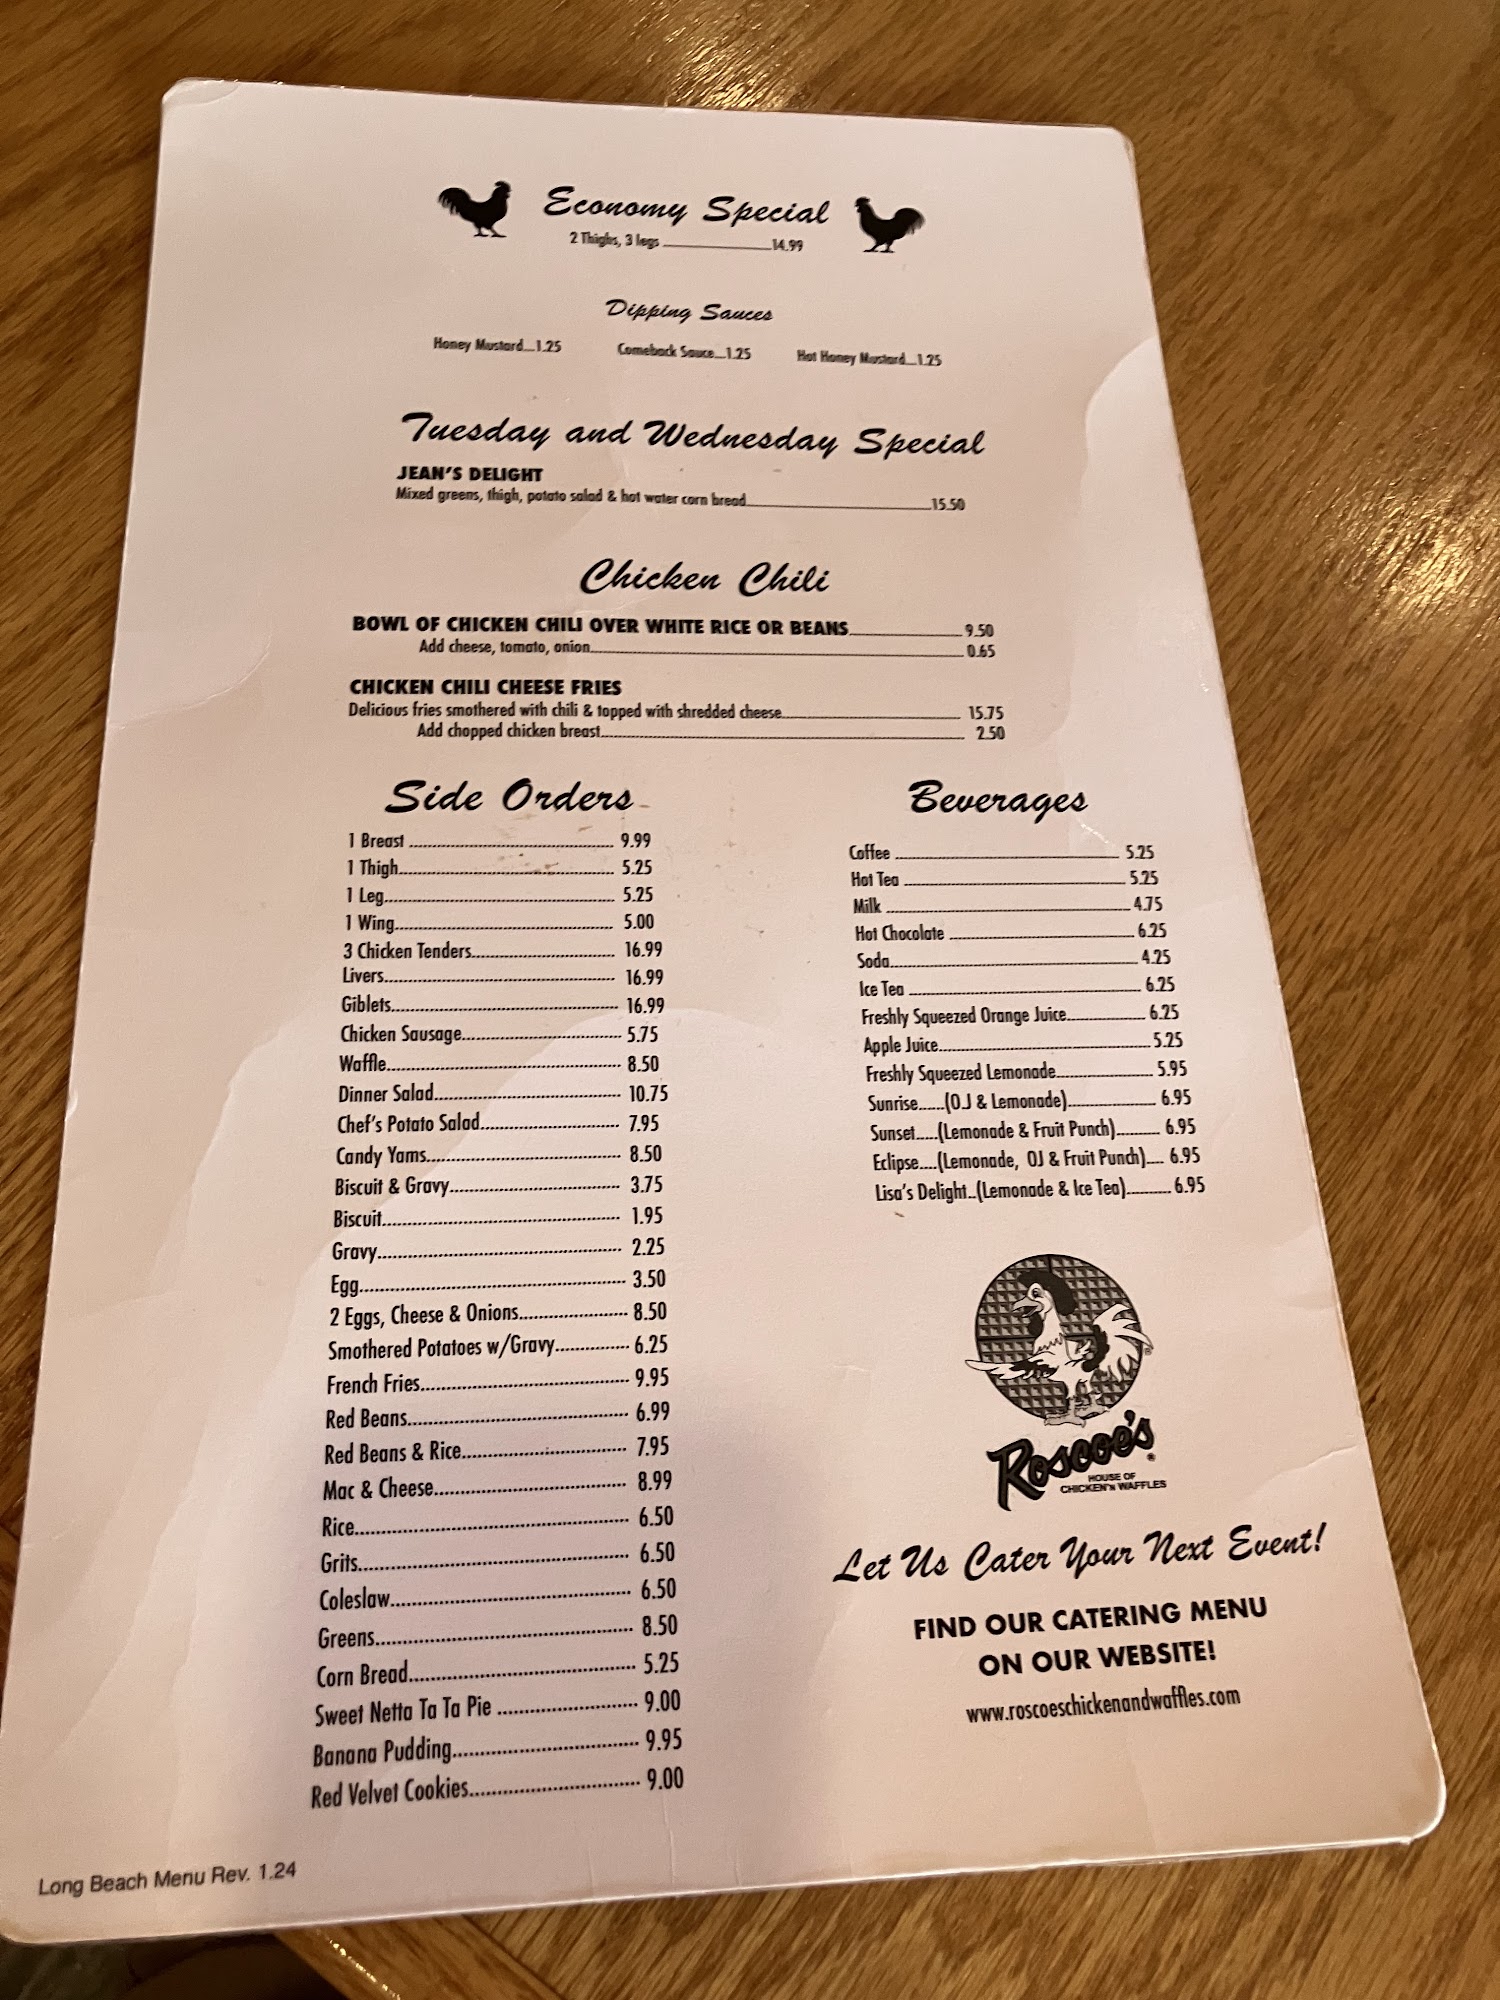 Economy Special
2 Thighs, 3 legs 14.99
Dipping Sauces
Honey Mustard...1.25 Comeback Sauce...1.25 Hot Honey Mustard...1.25
Tuesday and Wednesday Special
JEAN'S DELIGHT
Mixed greens, thigh, potato salad & hot water corn bread 15.50
Chicken Chili
BOWL OF CHICKEN CHILI OVER WHITE RICE OR BEANS 9.50
Add cheese, tomato, onion 0.65
CHICKEN CHILI CHEESE FRIES
Delicious fries smothered with chili & topped with shredded cheese 15.75
Add chopped chicken breast 2.50
Side Orders
1 Breast 9.99
1 Thigh 5.25
1 Leg 5.25
1 Wing 5.00
3 Chicken Tenders 16.99
Livers 16.99
Giblets 16.99
Chicken Sausage 5.75
Waffle 8.50
Dinner Salad 10.75
Chef's Potato Salad 7.95
Candy Yams 8.50
Biscuit & Gravy 3.75
Biscuit 1.95
Gravy 2.25
Egg 3.50
2 Eggs, Cheese & Onions 8.50
Smothered Potatoes w/Gravy 6.25
French Fries 9.95
Red Beans 6.99
Red Beans & Rice 7.95
Mac & Cheese 8.99
Rice 6.50
Grits 6.50
Coleslaw 6.50
Greens 8.50
Corn Bread 5.25
Sweet Netta Ta Ta Pie 9.00
Banana Pudding 9.95
Red Velvet Cookies 9.00
Beverages
Coffee 5.25
Hot Tea 5.25
Milk 4.75
Hot Chocolate 6.25
Soda 4.25
Ice Tea 6.25
Freshly Squeezed Orange Juice 6.25
Apple Juice 5.25
Freshly Squeezed Lemonade 5.95
Sunrise......(OJ & Lemonade) 6.95
Sunset.....(Lemonade & Fruit Punch) 6.95
Eclipse....(Lemonade, OJ & Fruit Punch) 6.95
Lisa's Delight..(Lemonade & Ice Tea) 6.95
Roscoe's
HOUSE OF
CHICKEN'N WAFFLES
Let Us Cater Your Next Event!
FIND OUR CATERING MENU
ON OUR WEBSITE!
www.roscoeschickenandwaffles.com
Long Beach Menu Rev. 1.24